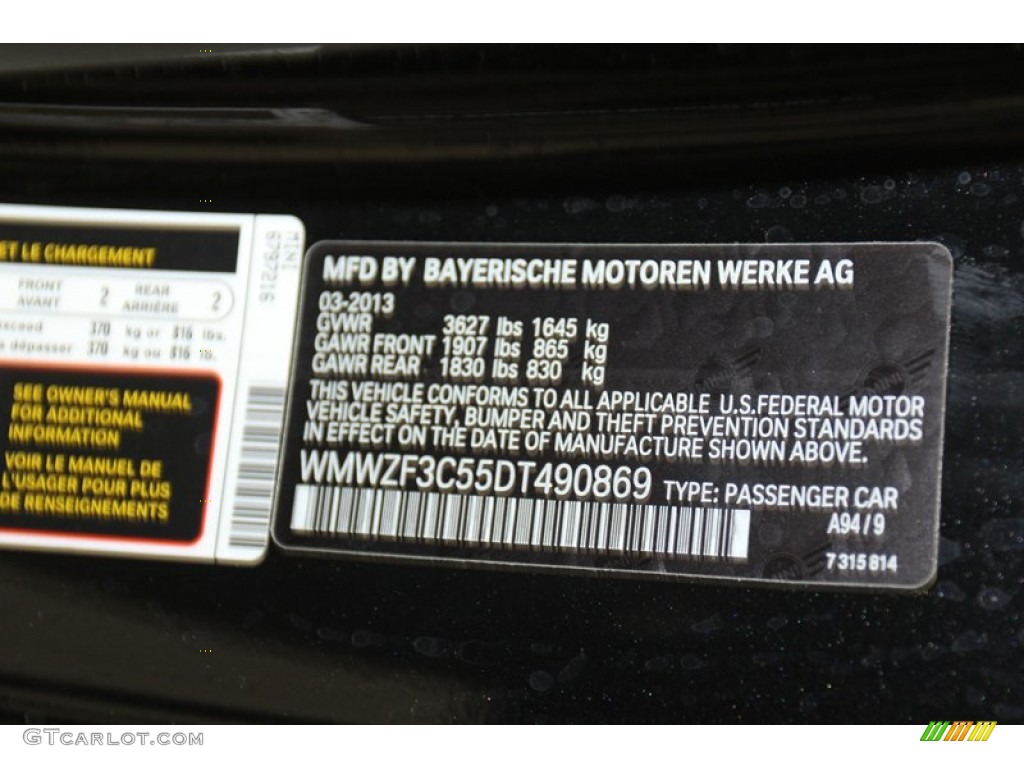 ET LE CHARGEMENT
FRONT
AVANT
2
REAR
ARRIÈRE
2
exceed 370 kg or 816 lbs.
dépasser 370 kg ou 816 lb.
SEE OWNER'S MANUAL
FOR ADDITIONAL
INFORMATION
VOIR LE MANUEL DE
L'USAGER POUR PLUS
DE RENSEIGNEMENTS
MINI
6797216
MFD BY BAYERISCHE MOTOREN WERKE AG
03-2013
GVWR 3627 lbs 1645 kg
GAWR FRONT 1907 lbs 865 kg
GAWR REAR 1830 lbs 830 kg
THIS VEHICLE CONFORMS TO ALL APPLICABLE U.S.FEDERAL MOTOR
VEHICLE SAFETY, BUMPER AND THEFT PREVENTION STANDARDS
IN EFFECT ON THE DATE OF MANUFACTURE SHOWN ABOVE.
WMWZF3C55DT490869 TYPE: PASSENGER CAR
A94/9
7315814
GTCarlot.com